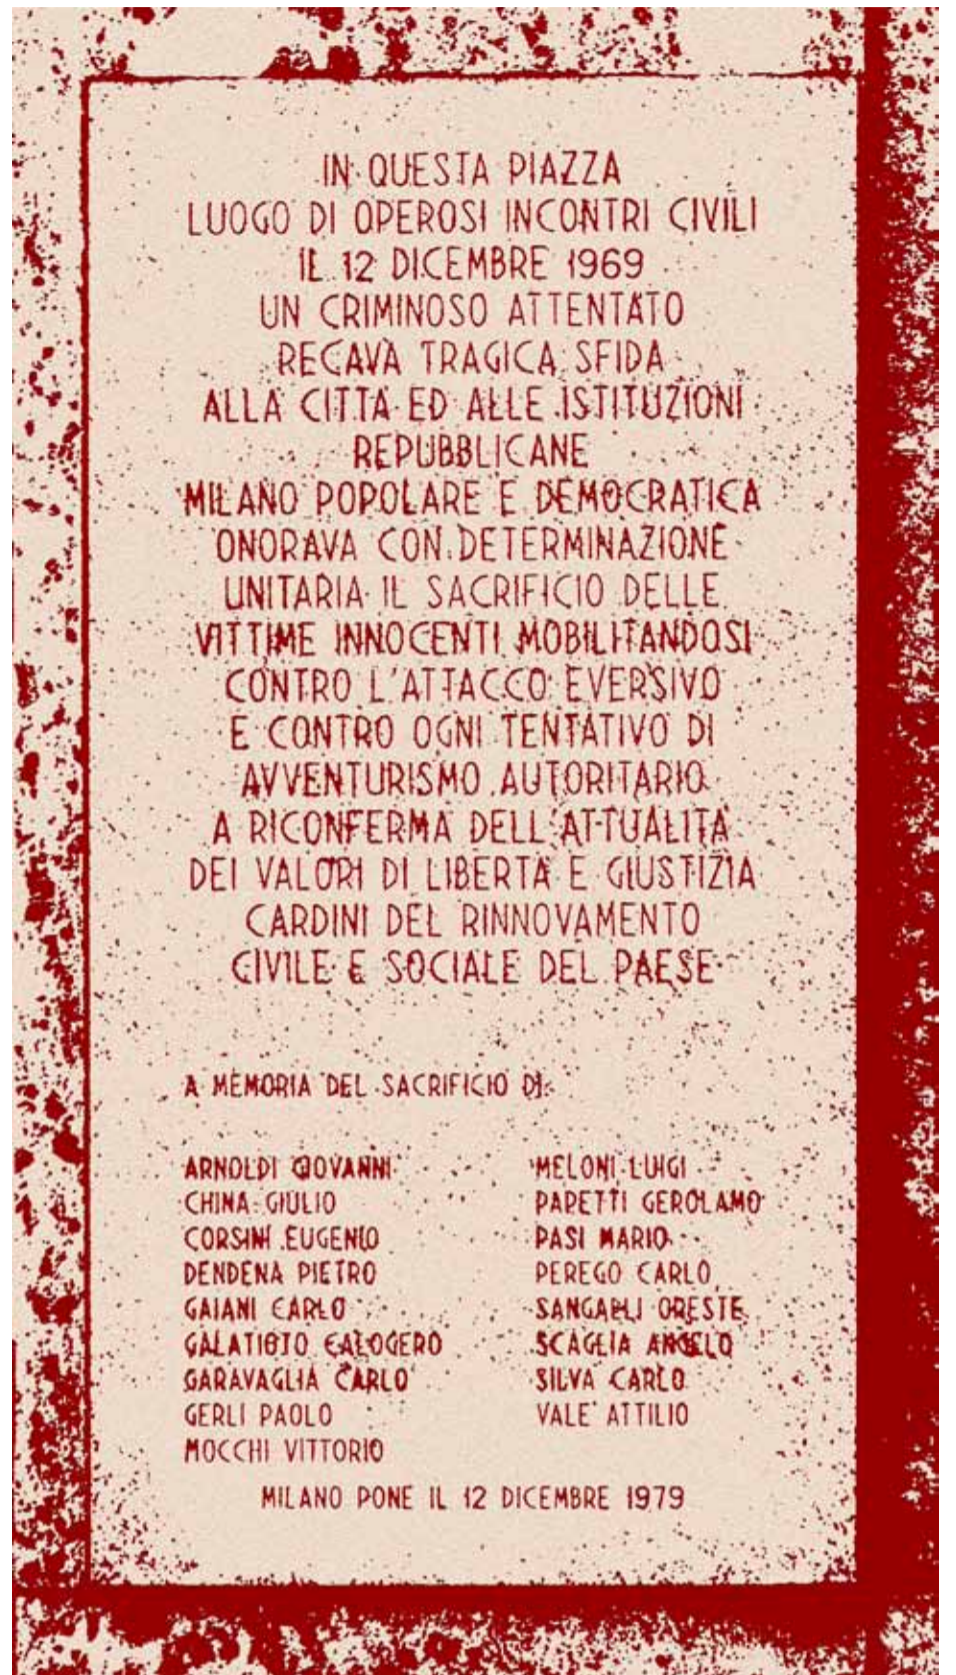 IN QUESTA PIAZZA
LUOGO DI OPEROSI INCONTRI CIVILI
IL 12 DICEMBRE 1969
UN CRIMINOSO ATTENTATO
RECAVA TRAGICA SFIDA
ALLA CITTÀ ED ALLE ISTITUZIONI
REPUBBLICANE
MILANO POPOLARE E DEMOCRATICA
ONORAVA CON DETERMINAZIONE
UNITARIA IL SACRIFICIO DELLE
VITTIME INNOCENTI MOBILITANDOSI
CONTRO L'ATTACCO EVERSIVO
E CONTRO OGNI TENTATIVO DI
AVVENTURISMO AUTORITARIO
A RICONFERMA DELL'ATTUALITÀ
DEI VALORI DI LIBERTÀ E GIUSTIZIA
CARDINI DEL RINNOVAMENTO
CIVILE E SOCIALE DEL PAESE
A MEMORIA DEL SACRIFICIO DI:
ARNOLDI GIOVANNI
CHINA GIULIO
CORSINI EUGENIO
DENDENA PIETRO
GAIANI CARLO
GALATIOTO CALOGERO
GARAVAGLIA CARLO
GERLI PAOLO
MOCCHI VITTORIO
MELONI LUIGI
PAPETTI GEROLAMO
PASI MARIO
PEREGO CARLO
SANGALLI ORESTE
SCAGLIA ANGELO
SILVA CARLO
VALE' ATTILIO
MILANO PONE IL 12 DICEMBRE 1979